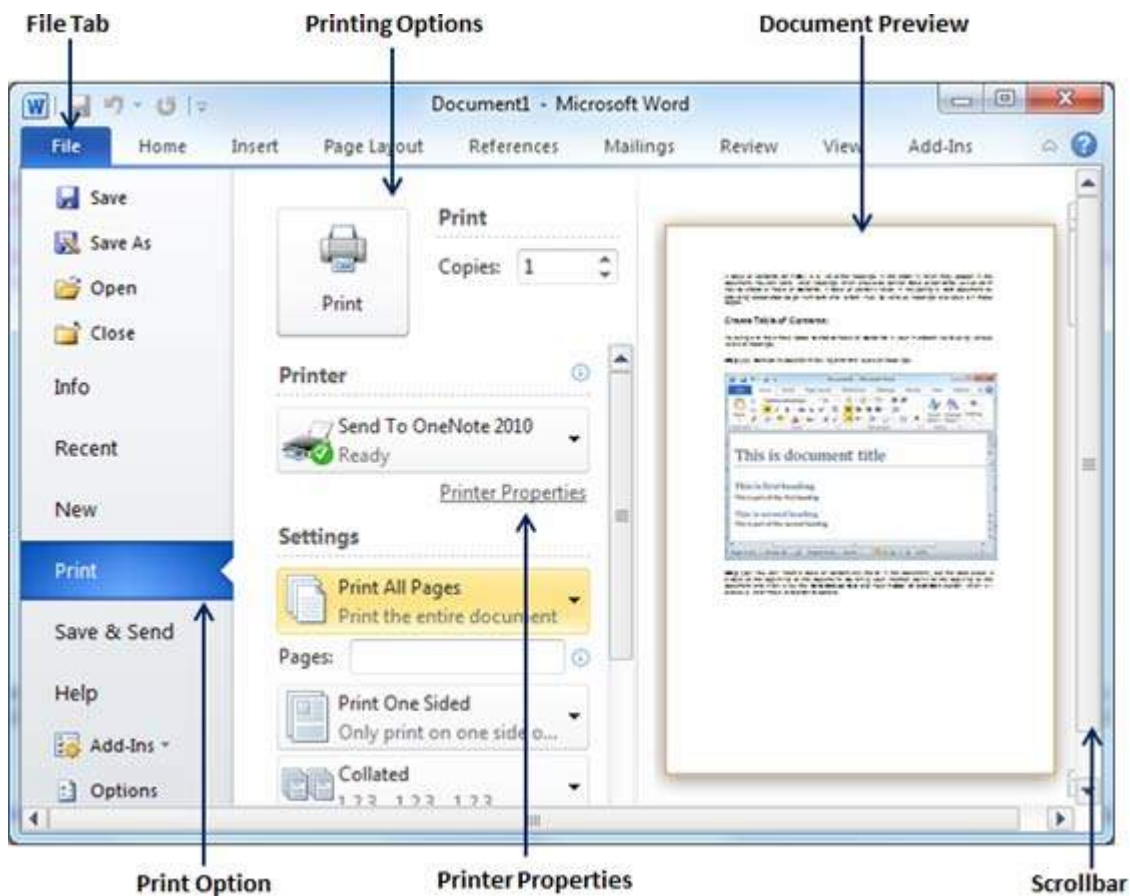 File Tab
Printing Options
Document Preview
Document1 - Microsoft Word
File Home Insert Page Layout References Mailings Review View Add-Ins
Save
Save As
Open
Close
Info
Recent
New
Print
Save & Send
Help
Add-Ins
Options
Print
Print
Copies: 1
Printer
Send To OneNote 2010
Ready
Printer Properties
Settings
Print All Pages
Print the entire document
Pages:
Print One Sided
Only print on one side o...
Collated
1,2,3 1,2,3 1,2,3
Create Table of Contents:
This is document title
This is first heading
This is part of the first heading
This is second heading
This is part of the second heading
Print Option
Printer Properties
Scrollbar